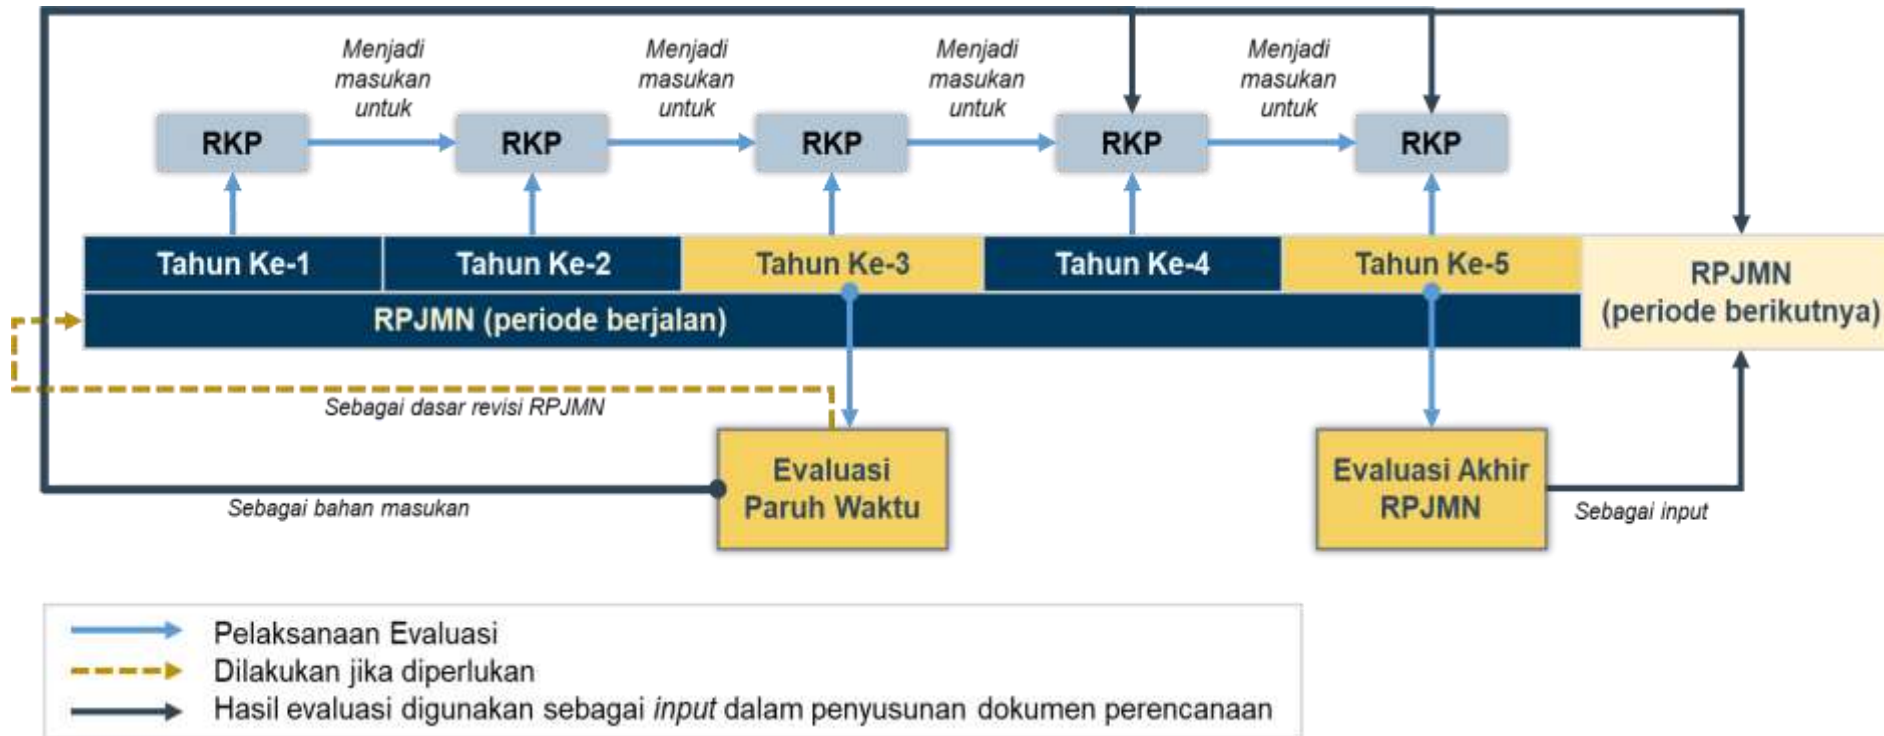 Menjadi
masukan
untuk
Menjadi
masukan
untuk
Menjadi
masukan
untuk
Menjadi
masukan
untuk
RKP
RKP
RKP
RKP
RKP
Tahun Ke-1
Tahun Ke-2
Tahun Ke-3
Tahun Ke-4
Tahun Ke-5
RPJMN (periode berjalan)
RPJMN
(periode berikutnya)
Sebagai dasar revisi RPJMN
Evaluasi
Paruh Waktu
Sebagai bahan masukan
Evaluasi Akhir
RPJMN
Sebagai input
Pelaksanaan Evaluasi
Dilakukan jika diperlukan
Hasil evaluasi digunakan sebagai input dalam penyusunan dokumen perencanaan